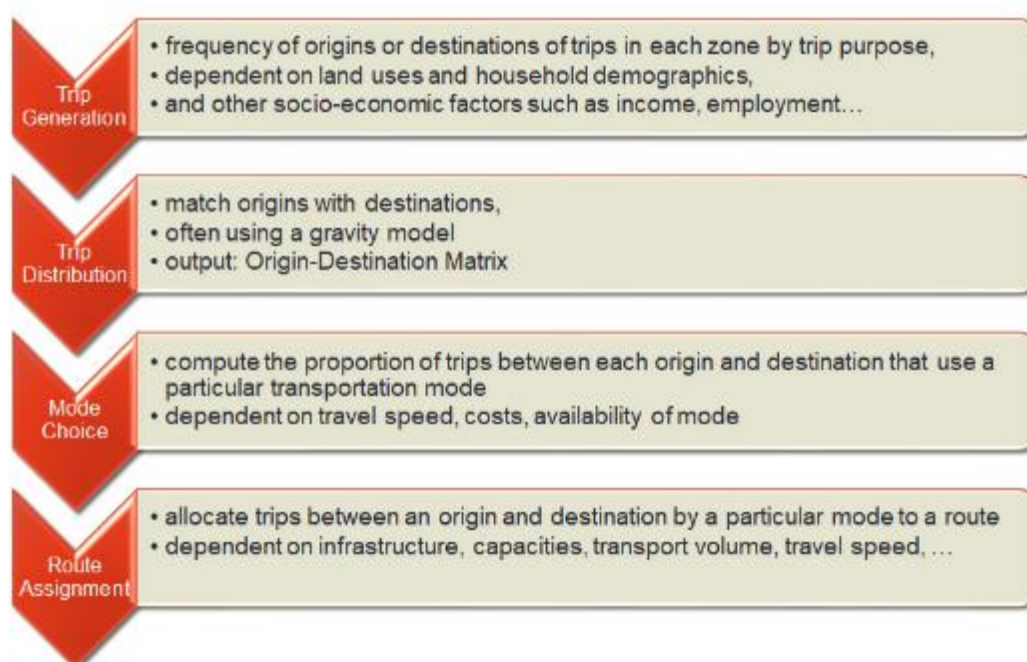 Trip
Generation
• frequency of origins or destinations of trips in each zone by trip purpose,
• dependent on land uses and household demographics,
• and other socio-economic factors such as income, employment…
Trip
Distribution
• match origins with destinations,
• often using a gravity model
• output: Origin-Destination Matrix
Mode
Choice
• compute the proportion of trips between each origin and destination that use a
particular transportation mode
• dependent on travel speed, costs, availability of mode
Route
Assignment
• allocate trips between an origin and destination by a particular mode to a route
• dependent on infrastructure, capacities, transport volume, travel speed, …